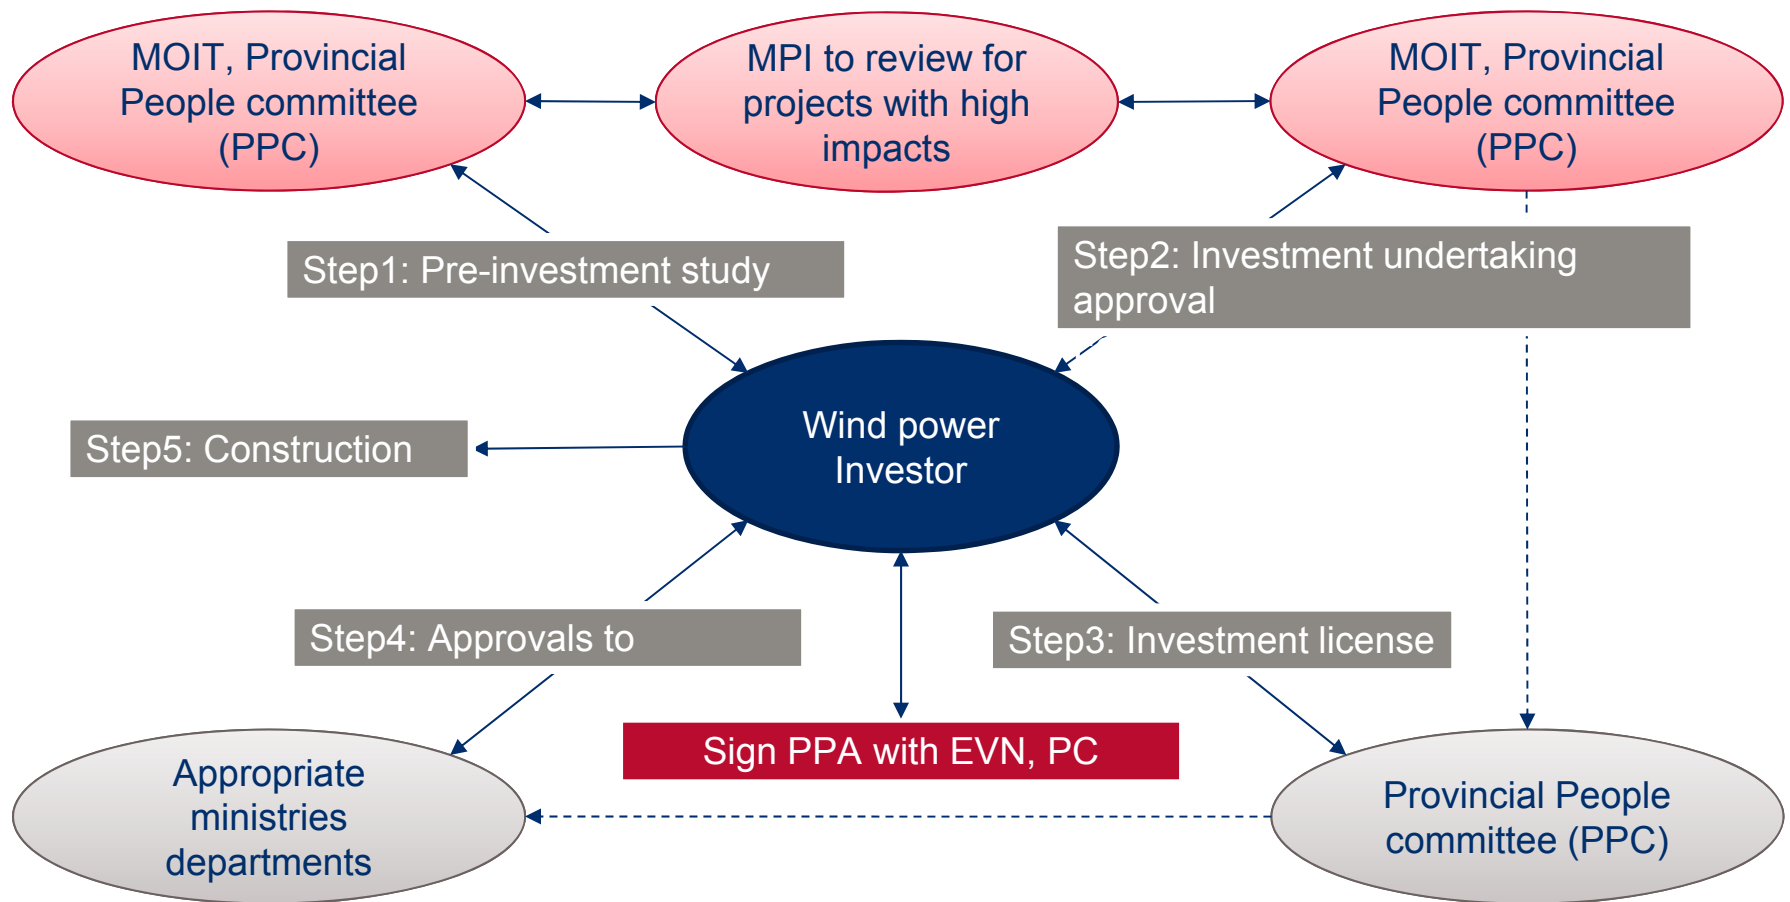 MOIT, Provincial
People committee
(PPC)
MPI to review for
projects with high
impacts
MOIT, Provincial
People committee
(PPC)
Step1: Pre-investment study
Step2: Investment undertaking
approval
Wind power
Investor
Step5: Construction
Step4: Approvals to
Step3: Investment license
Sign PPA with EVN, PC
Appropriate
ministries
departments
Provincial People
committee (PPC)